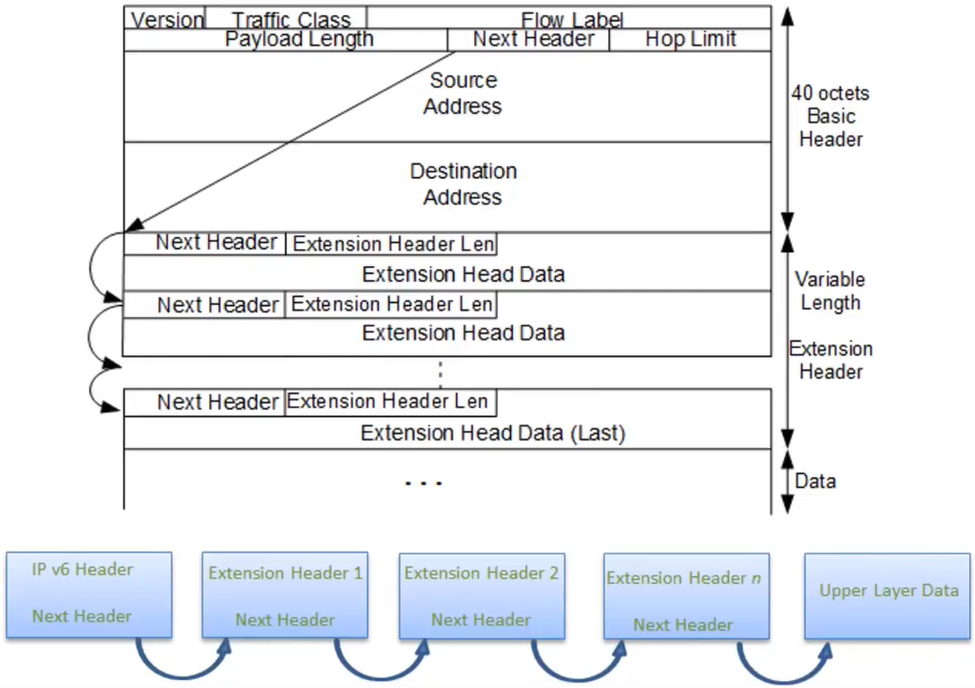 Version Traffic Class Flow Label
Payload Length Next Header Hop Limit
Source
Address
40 octets
Basic
Header
Destination
Address
Next Header Extension Header Len
Extension Head Data
Next Header Extension Header Len
Extension Head Data
Variable
Length
Extension
Header
Next Header Extension Header Len
Extension Head Data (Last)
. . .
Data
IP v6 Header
Next Header
Extension Header 1
Next Header
Extension Header 2
Next Header
Extension Header n
Next Header
Upper Layer Data